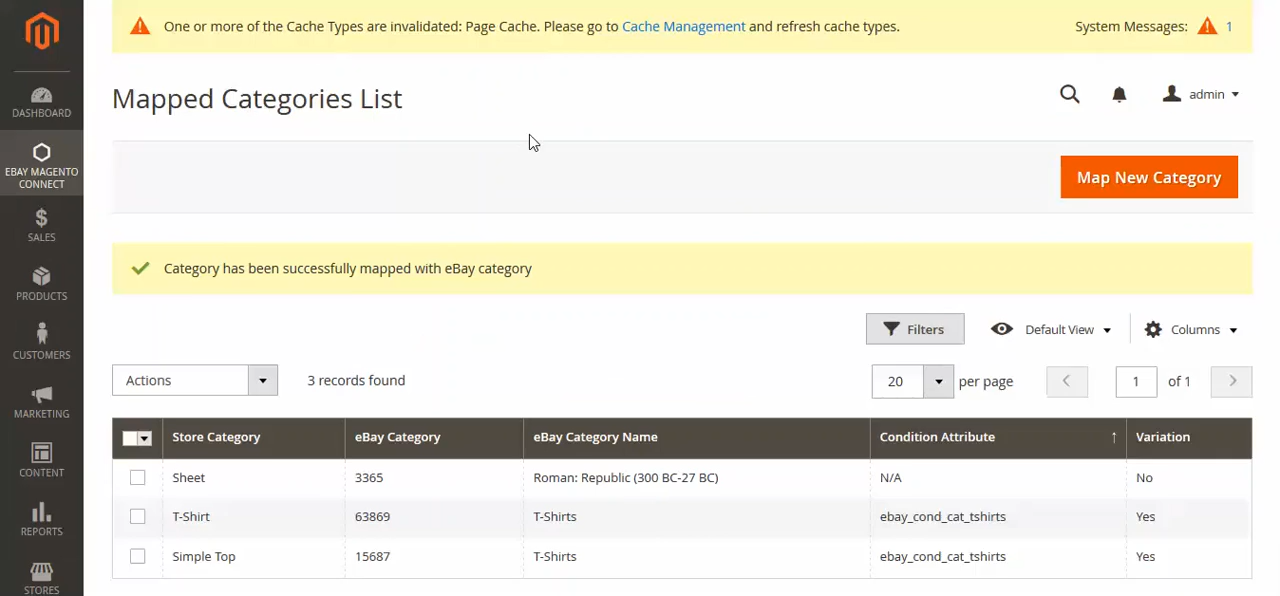 One or more of the Cache Types are invalidated: Page Cache. Please go to Cache Management and refresh cache types.
System Messages: 1
Mapped Categories List
admin
DASHBOARD
EBAY MAGENTO
CONNECT
Map New Category
SALES
Category has been successfully mapped with eBay category
PRODUCTS
Filters
Default View
Columns
CUSTOMERS
Actions
3 records found
20
per page
1
of 1
MARKETING
Store Category
eBay Category
eBay Category Name
Condition Attribute ↑
Variation
CONTENT
Sheet
3365
Roman: Republic (300 BC-27 BC)
N/A
No
REPORTS
T-Shirt
63869
T-Shirts
ebay_cond_cat_tshirts
Yes
Simple Top
15687
T-Shirts
ebay_cond_cat_tshirts
Yes
STORES